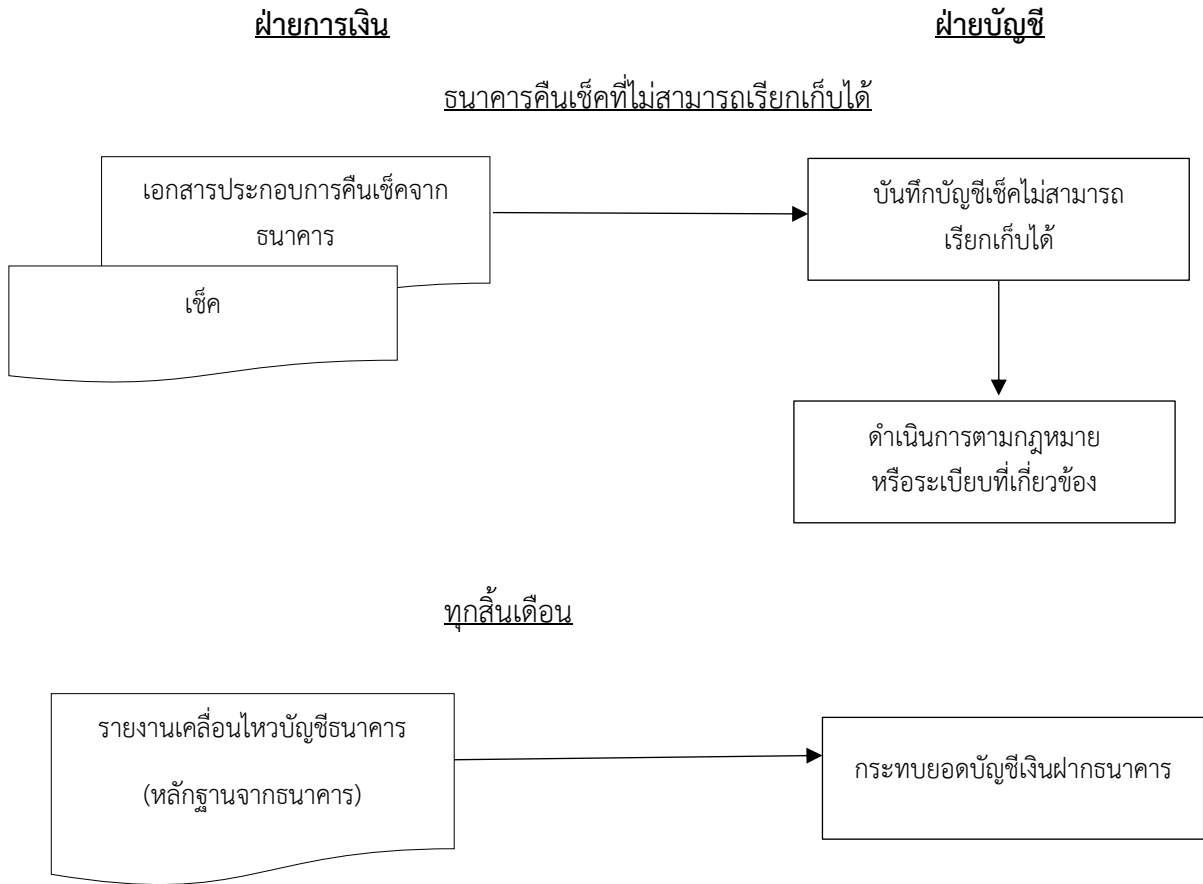 ฝ่ายการเงิน
ฝ่ายบัญชี
ธนาคารคืนเช็คที่ไม่สามารถเรียกเก็บได้
เอกสารประกอบการคืนเช็คจาก
ธนาคาร
เช็ค
บันทึกบัญชีเช็คไม่สามารถ
เรียกเก็บได้
ดำเนินการตามกฎหมาย
หรือระเบียบที่เกี่ยวข้อง
ทุกสิ้นเดือน
รายงานเคลื่อนไหวบัญชีธนาคาร
(หลักฐานจากธนาคาร)
กระทบยอดบัญชีเงินฝากธนาคาร